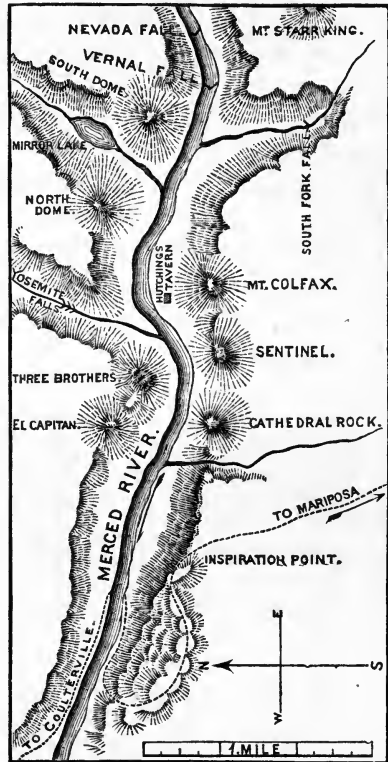 NEVADA FALL.
MT. STARR KING.
VERNAL FALL
SOUTH DOME.
MIRROR LAKE
SOUTH FORK FALL
NORTH
DOME.
HUTCHINGS
TAVERN
MT. COLFAX.
YOSEMITE
FALLS
SENTINEL.
THREE BROTHERS
EL CAPITAN.
CATHEDRAL ROCK.
MERCED RIVER.
TO MARIPOSA
INSPIRATION POINT.
TO COULTERVILLE.
E
N
S
W
1 MILE